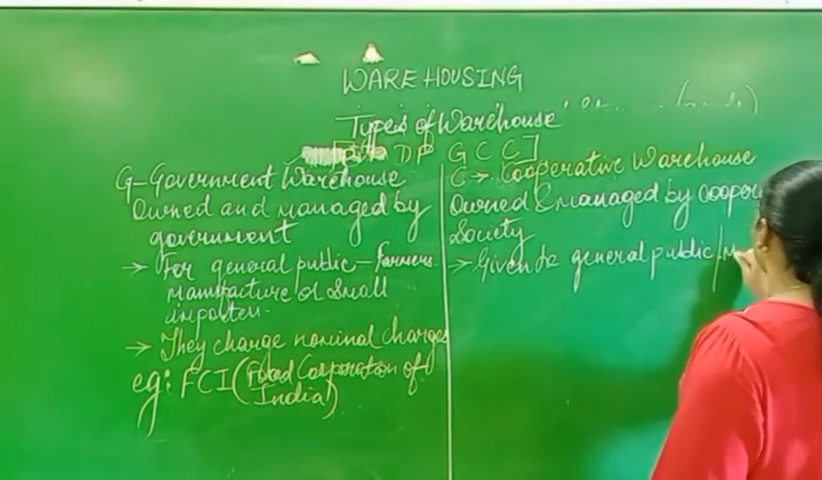 WARE HOUSING
Types of Warehouse
DP G C C]
G-Government Warehouse
Owned and managed by
government
→ For general public - Farmers
manufacture or small
importer.
→ They charge nominal charges
eg: FCI (Food Corporation of
India)
C → Cooperative Warehouse
Owned & managed by cooper
Society
→ Given to general public /